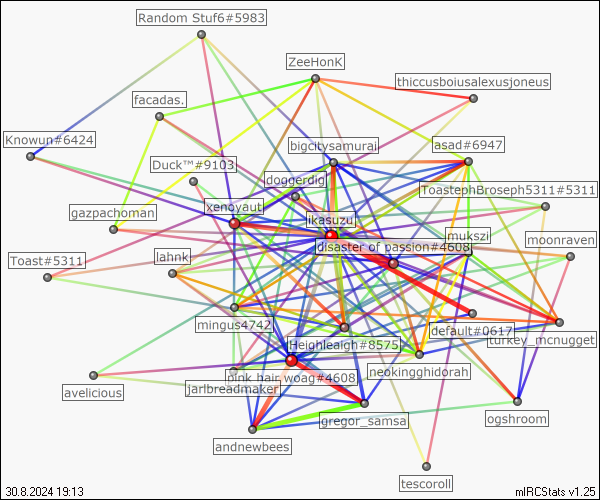 Random Stuf6#5983
ZeeHonK
thiccusboiusalexusjoneus
facadas.
Knowun#6424
bigcitysamurai
asad#6947
Duck™#9103
doogerdig
ToastephBroseph5311#5311
gazpachoman
xenoyaut
ikasuzu
mukszi
moonraven
disaster of passion#4608
Toast#5311
lahnk
mingus4742
default#0617
turkey_mcnugget
Heighleagh#8575
neokingghidorah
pink hair woag#4608
jarlbreadmaker
avelicious
gregor_samsa
ogshroom
andnewbees
tescoroll
30.8.2024 19:13
mIRCStats v1.25